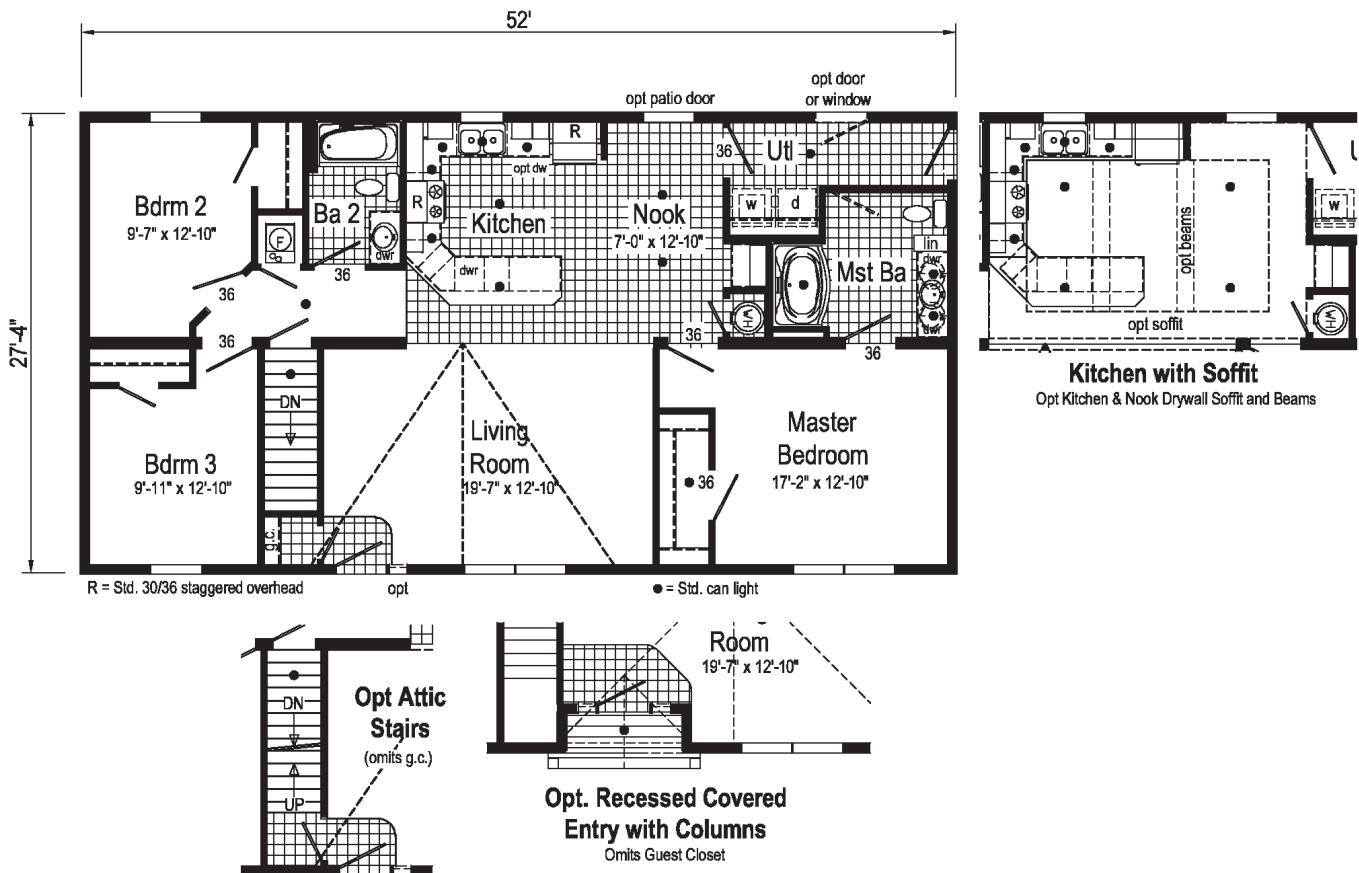 52'
opt patio door
opt door
or window
27'-4"
Bdrm 2
9'-7" x 12'-10"
F
36
36
Ba 2
dwr
36
R
R
opt dw
Kitchen
dwr
Nook
7'-0" x 12'-10"
36
Utl
w
d
lin
dwr
Mst Ba
dwr
WH
36
36
Bdrm 3
9'-11" x 12'-10"
DN
g.c.
Living
Room
19'-7" x 12'-10"
36
Master
Bedroom
17'-2" x 12'-10"
R = Std. 30/36 staggered overhead
opt
● = Std. can light
opt beams
opt soffit
U
w
WH
Kitchen with Soffit
Opt Kitchen & Nook Drywall Soffit and Beams
DN
UP
Opt Attic
Stairs
(omits g.c.)
Room
19'-7" x 12'-10"
Opt. Recessed Covered
Entry with Columns
Omits Guest Closet